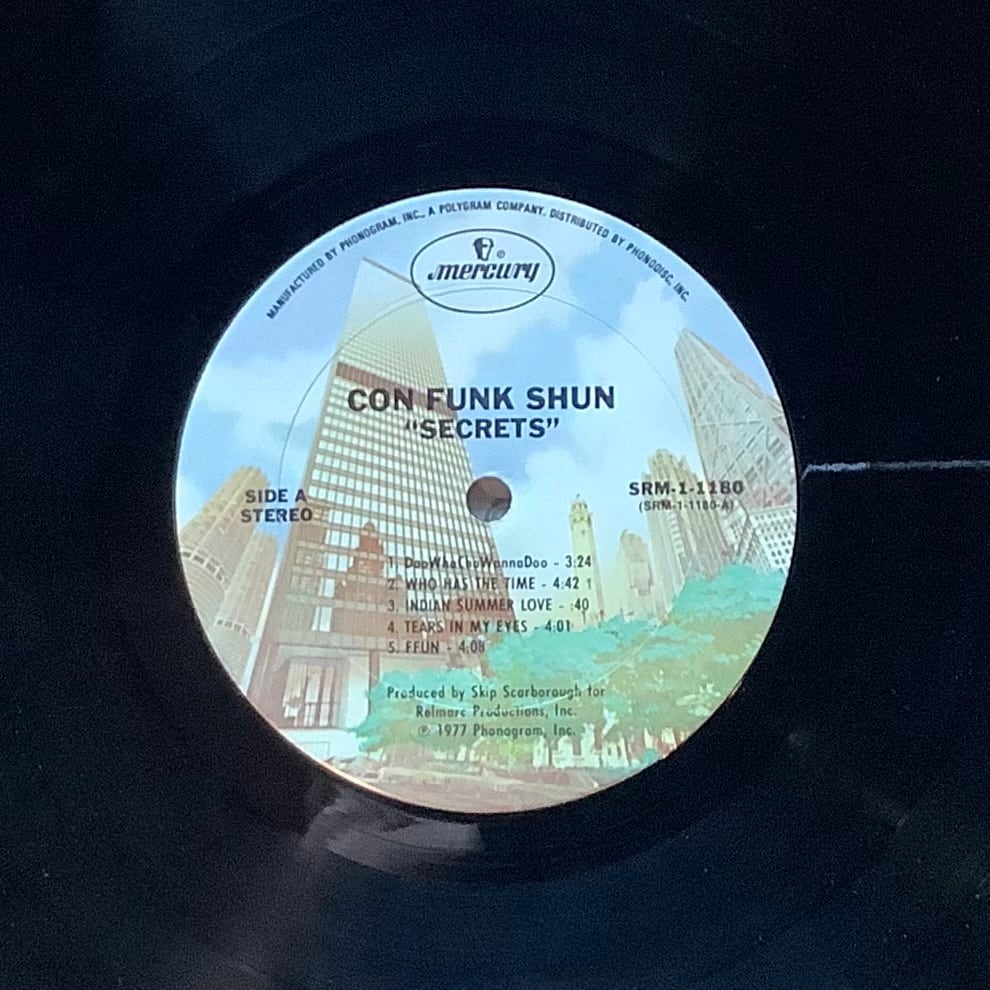 MANUFACTURED BY PHONOGRAM, INC., A POLYGRAM COMPANY, DISTRIBUTED BY PHONODISC, INC.
mercury®
CON FUNK SHUN
"SECRETS"
SIDE A
STEREO
SRM-1-1180
(SRM-1-1180-A)
1. DooWhaChaWannaDoo - 3:24
2. WHO HAS THE TIME - 4:42
3. INDIAN SUMMER LOVE - :40
4. TEARS IN MY EYES - 4:01
5. FFUN - 4:08
Produced by Skip Scarborough for
Relmarc Productions, Inc.
℗ 1977 Phonogram, Inc.